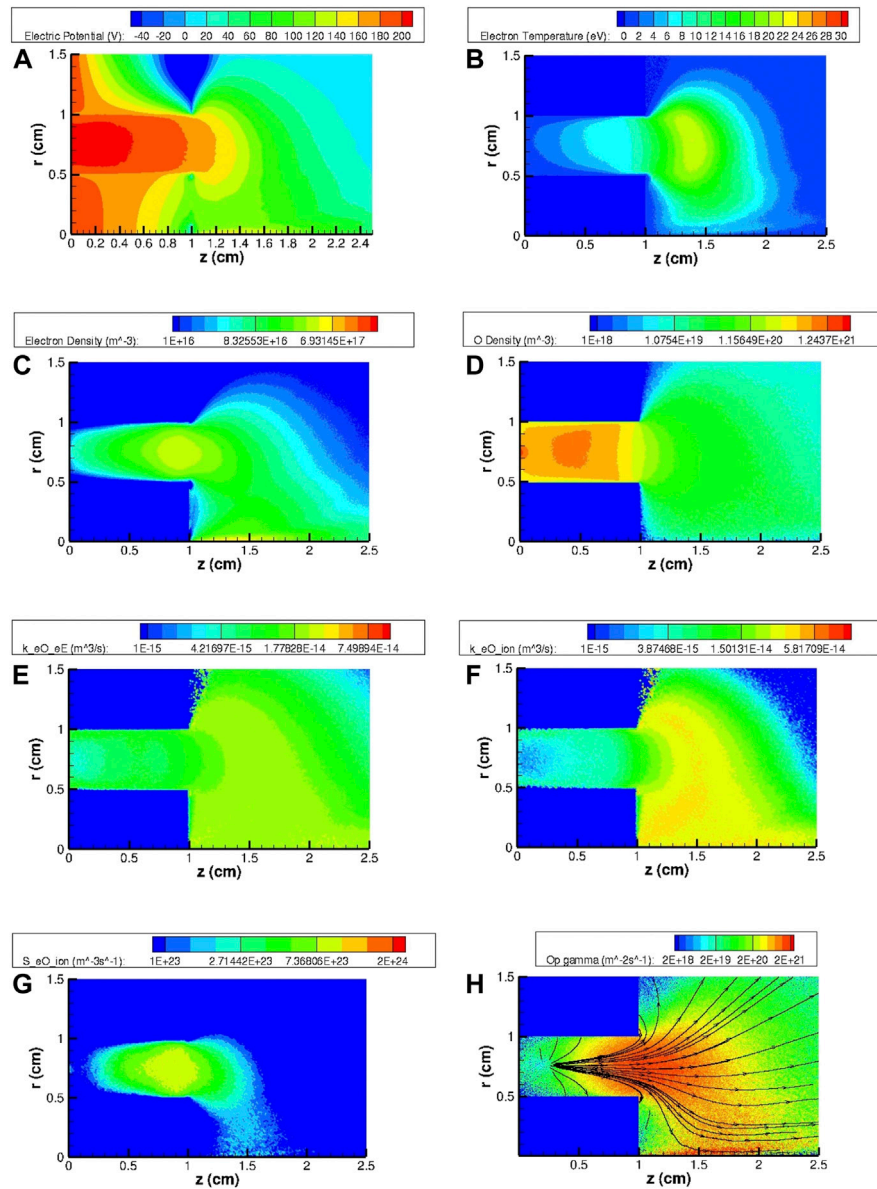 -40 -20 0 20 40 60 80 100 120 140 160 180 200
Electric Potential (V):
A
1.5
1
0.5
0
r (cm)
0.2 0.4 0.6 0.8 1 1.2 1.4 1.6 1.8 2 2.2 2.4
z (cm)
0 2 4 6 8 10 12 14 16 18 20 22 24 26 28 30
Electron Temperature (eV):
B
1.5
1
0.5
0
r (cm)
0 0.5 1 1.5 2 2.5
z (cm)
Electron Density (m^-3)
1E+16 8.32553E+16 6.93145E+17
C
1.5
1
0.5
0
r (cm)
0 0.5 1 1.5 2 2.5
z (cm)
O Density (m^-3)
1E+18 1.0754E+19 1.15649E+20 1.2437E+21
D
1.5
1
0.5
0
r (cm)
0 0.5 1 1.5 2 2.5
z (cm)
k_eO_eE (m^3/s)
1E-15 4.21697E-15 1.77828E-14 7.49894E-14
E
1.5
1
0.5
0
r (cm)
0 0.5 1 1.5 2 2.5
z (cm)
k_eO_ion (m^3/s)
1E-15 3.87468E-15 1.50131E-14 5.81709E-14
F
1.5
1
0.5
0
r (cm)
0 0.5 1 1.5 2 2.5
z (cm)
S_eO_ion (m^-3s^-1) 1E+23 2.71442E+23 7.36806E+23 2E+24
G
1.5
1
0.5
0
r (cm)
0 0.5 1 1.5 2 2.5
z (cm)
Op gamma (m^-2s^-1) 2E+18 2E+19 2E+20 2E+21
H
1.5
1
0.5
r (cm)
0.5 1 1.5 2 2.5
z (cm)